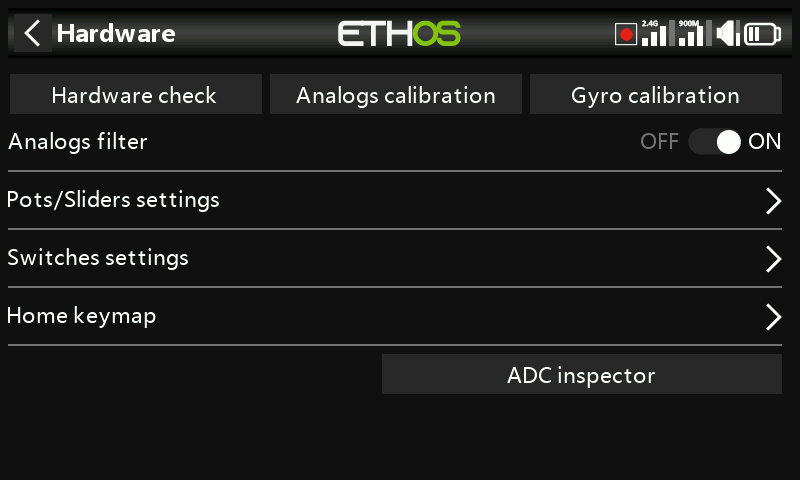 Hardware
ETHOS
2.4G
900M
Hardware check
Analogs calibration
Gyro calibration
Analogs filter
OFF
ON
Pots/Sliders settings
Switches settings
Home keymap
ADC inspector